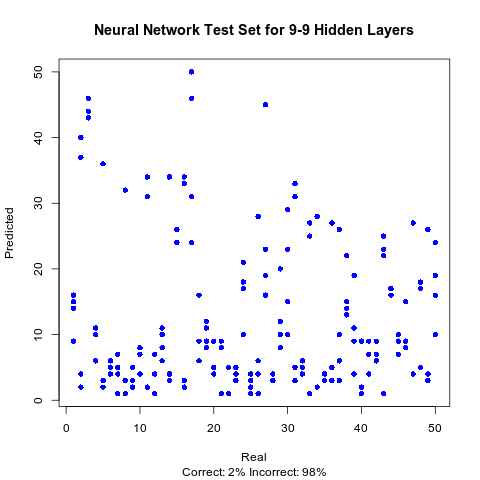 Neural Network Test Set for 9-9 Hidden Layers
50
40
30
20
10
0
Predicted
0 10 20 30 40 50
Real
Correct: 2% Incorrect: 98%